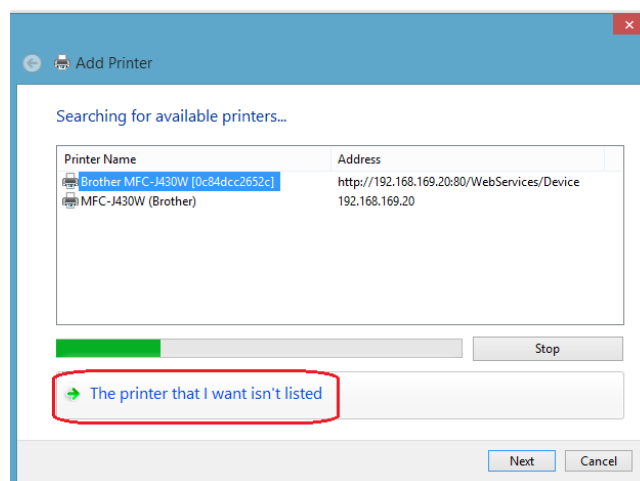 Add Printer
Searching for available printers...
Printer Name Address
Brother MFC-J430W [0c84dcc2652c] http://192.168.169.20:80/WebServices/Device
MFC-J430W (Brother) 192.168.169.20
Stop
The printer that I want isn't listed
Next Cancel